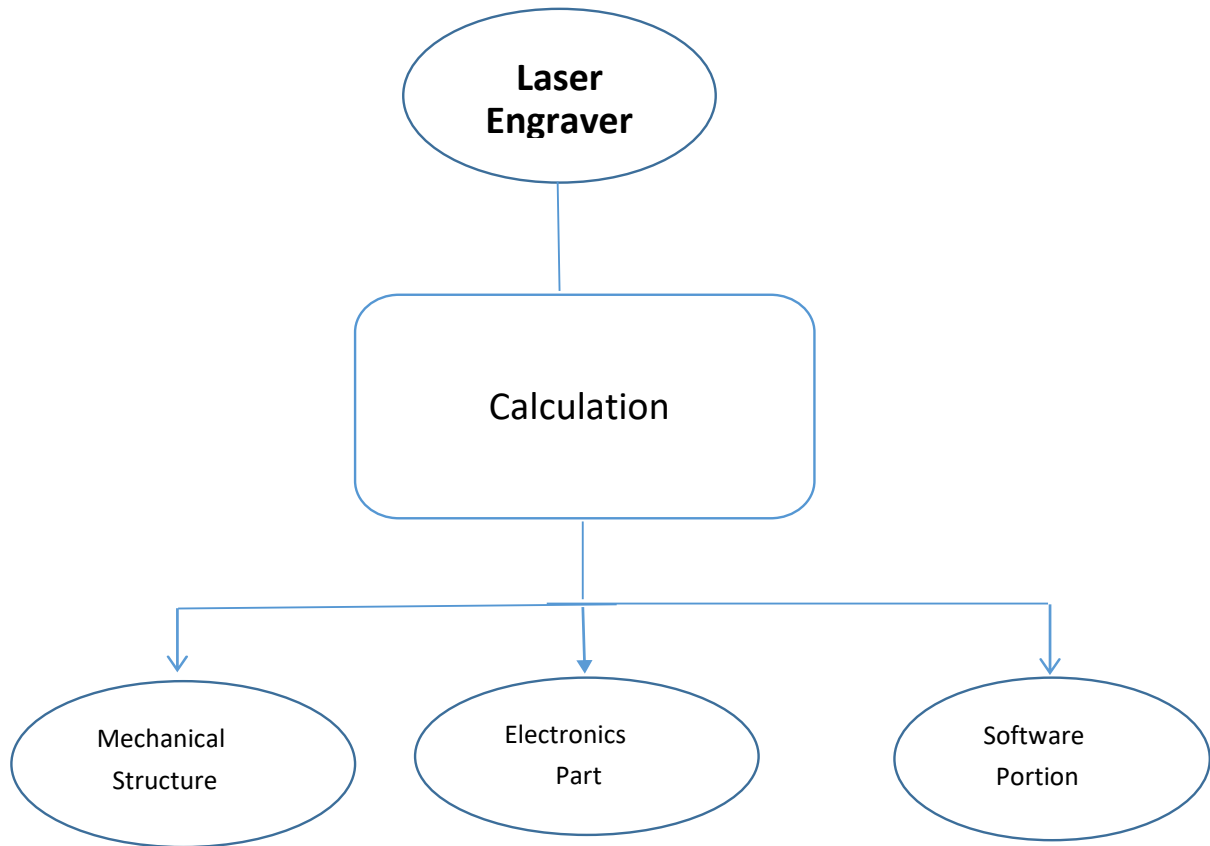 Laser
Engraver
Calculation
Mechanical
Structure
Electronics
Part
Software
Portion